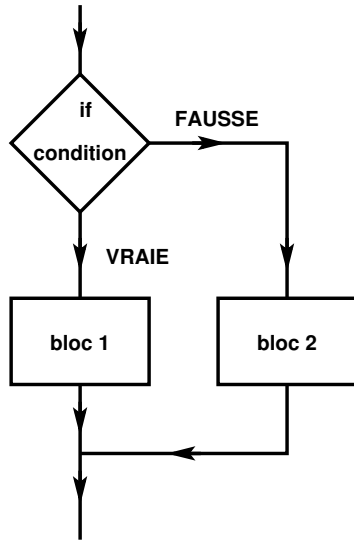 if
condition
FAUSSE
VRAIE
bloc 1
bloc 2